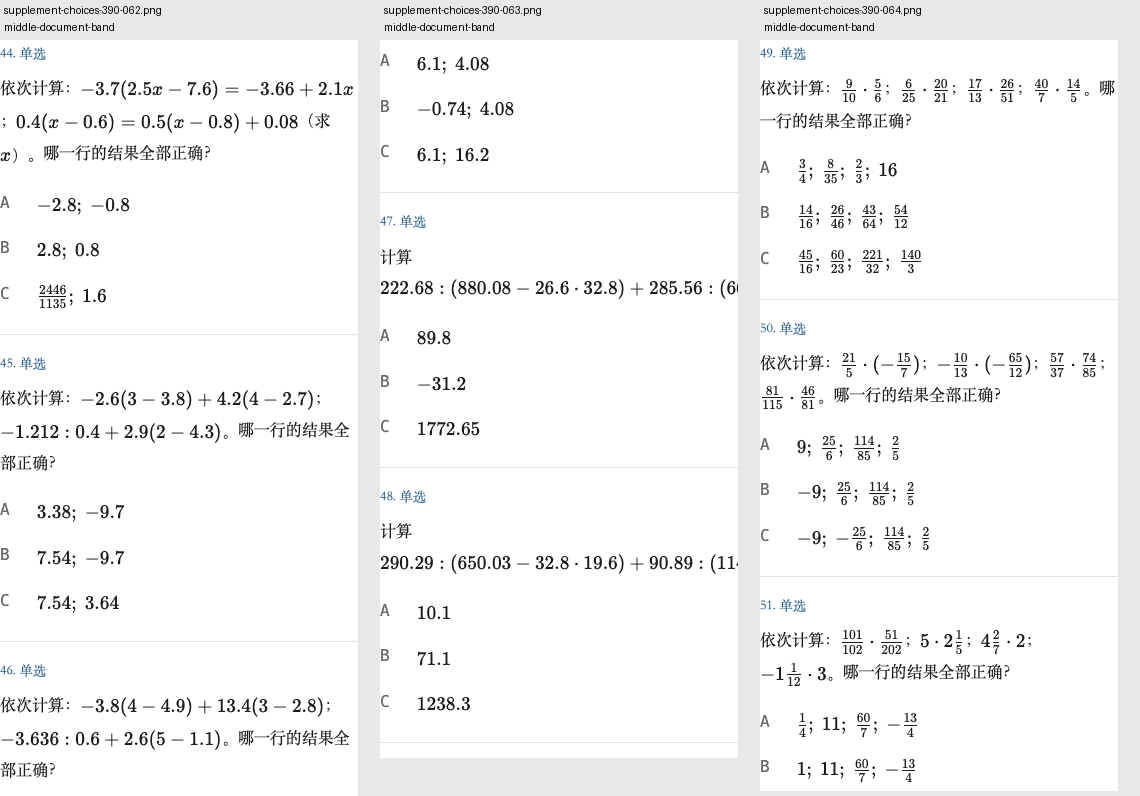 supplement-choices-390-062.png
middle-document-band
44. 单选
依次计算：−3.7(2.5x − 7.6) = −3.66 + 2.1x
；0.4(x − 0.6) = 0.5(x − 0.8) + 0.08（求
x）。哪一行的结果全部正确?
A −2.8; −0.8
B 2.8; 0.8
C 2446/1135; 1.6
45. 单选
依次计算：−2.6(3 − 3.8) + 4.2(4 − 2.7)；
−1.212 : 0.4 + 2.9(2 − 4.3)。哪一行的结果全
部正确?
A 3.38; −9.7
B 7.54; −9.7
C 7.54; 3.64
46. 单选
依次计算：−3.8(4 − 4.9) + 13.4(3 − 2.8)；
−3.636 : 0.6 + 2.6(5 − 1.1)。哪一行的结果全
部正确?
supplement-choices-390-063.png
middle-document-band
A 6.1; 4.08
B −0.74; 4.08
C 6.1; 16.2
47. 单选
计算
222.68 : (880.08 − 26.6 · 32.8) + 285.56 : (6
A 89.8
B −31.2
C 1772.65
48. 单选
计算
290.29 : (650.03 − 32.8 · 19.6) + 90.89 : (11
A 10.1
B 71.1
C 1238.3
supplement-choices-390-064.png
middle-document-band
49. 单选
依次计算：9/10 · 5/6；6/25 · 20/21；17/13 · 26/51；40/7 · 14/5。哪
一行的结果全部正确?
A 3/4; 8/35; 2/3; 16
B 14/16; 26/46; 43/64; 54/12
C 45/16; 60/23; 221/32; 140/3
50. 单选
依次计算：21/5 · (−15/7)；−10/13 · (−65/12)；57/37 · 74/85；
81/115 · 46/81。哪一行的结果全部正确?
A 9; 25/6; 114/85; 2/5
B −9; 25/6; 114/85; 2/5
C −9; −25/6; 114/85; 2/5
51. 单选
依次计算：101/102 · 51/202；5 · 2 1/5；4 2/7 · 2；
−1 1/12 · 3。哪一行的结果全部正确?
A 1/4; 11; 60/7; −13/4
B 1; 11; 60/7; −13/4